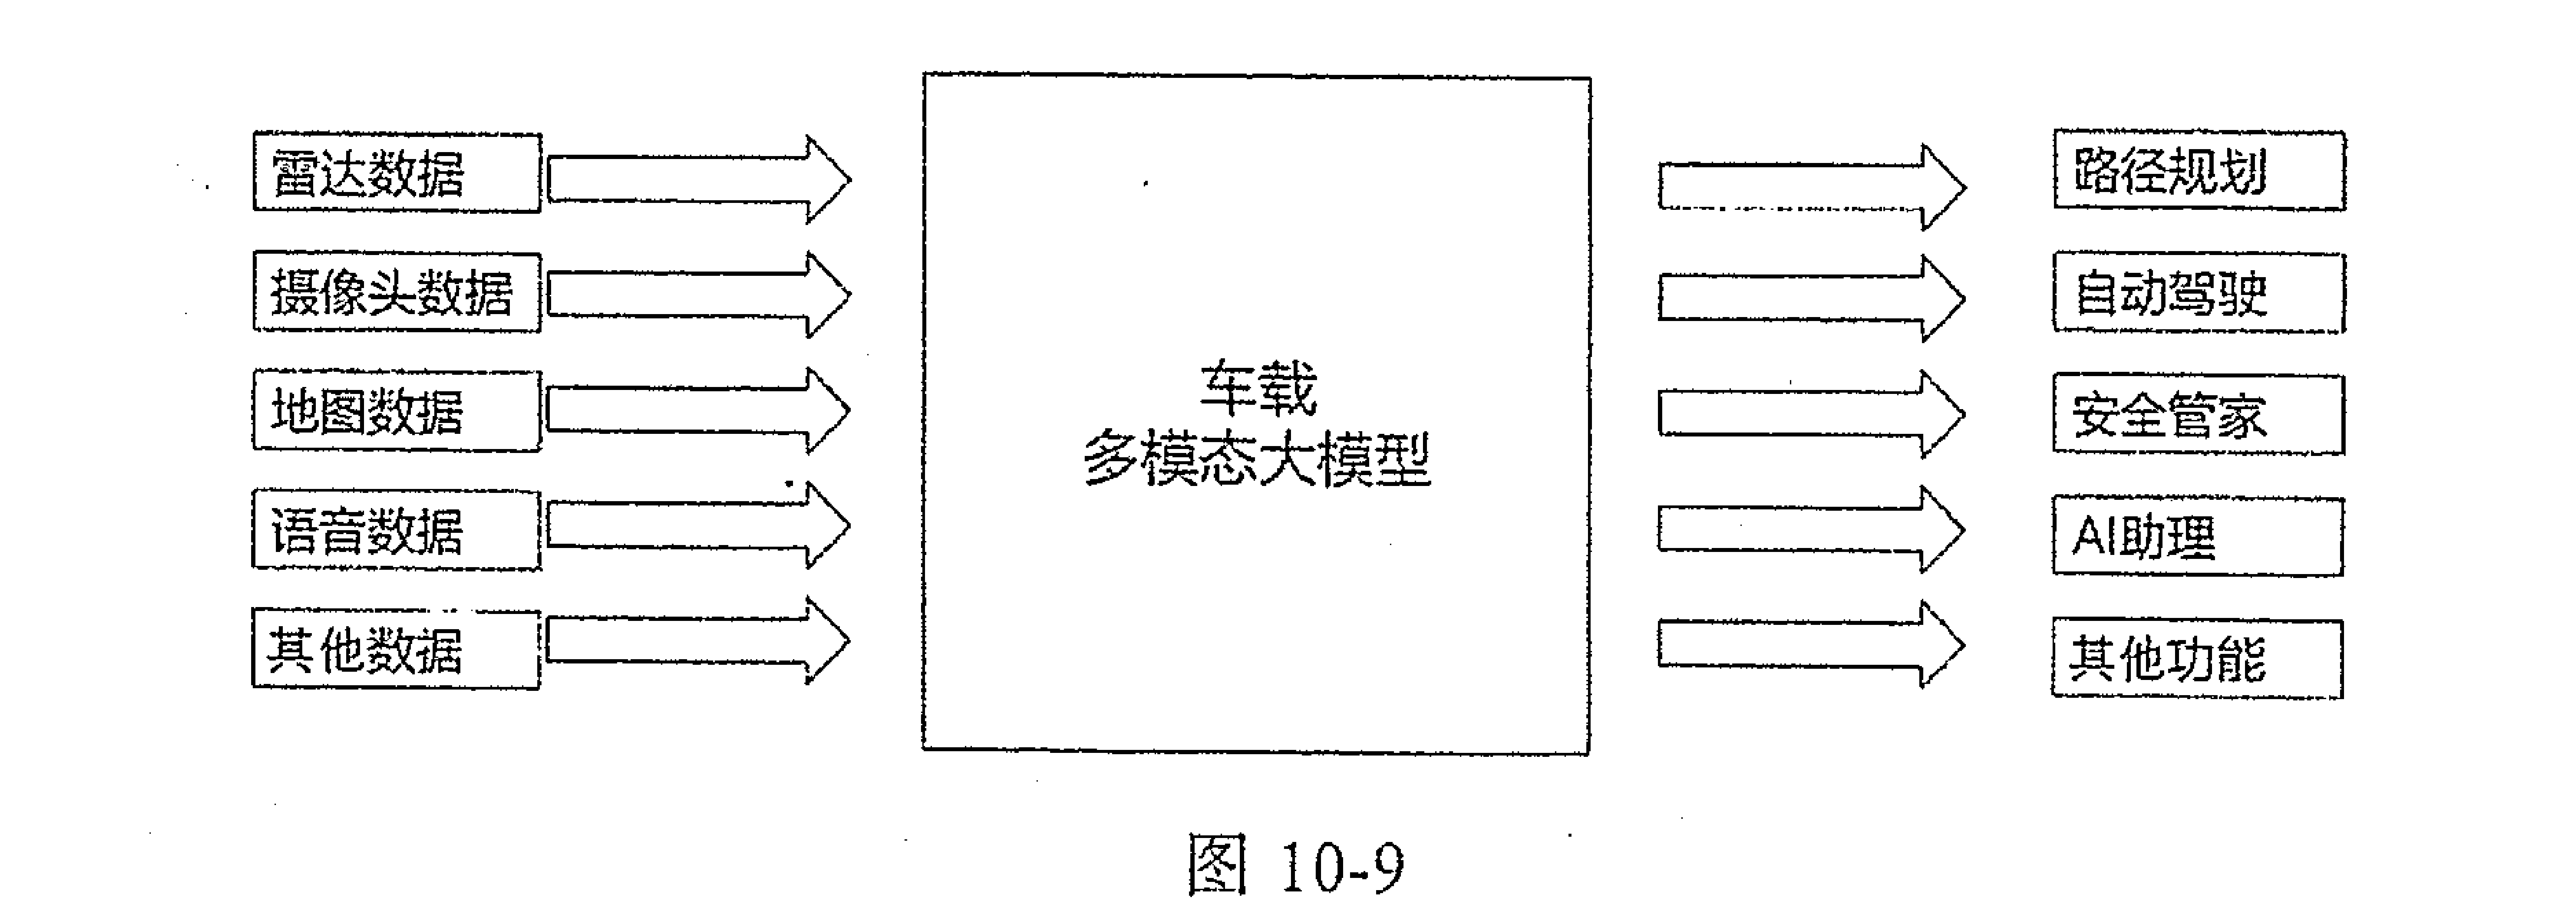 雷达数据
摄像头数据
地图数据
语音数据
其他数据
车载
多模态大模型
路径规划
自动驾驶
安全管家
AI助理
其他功能
图 10-9